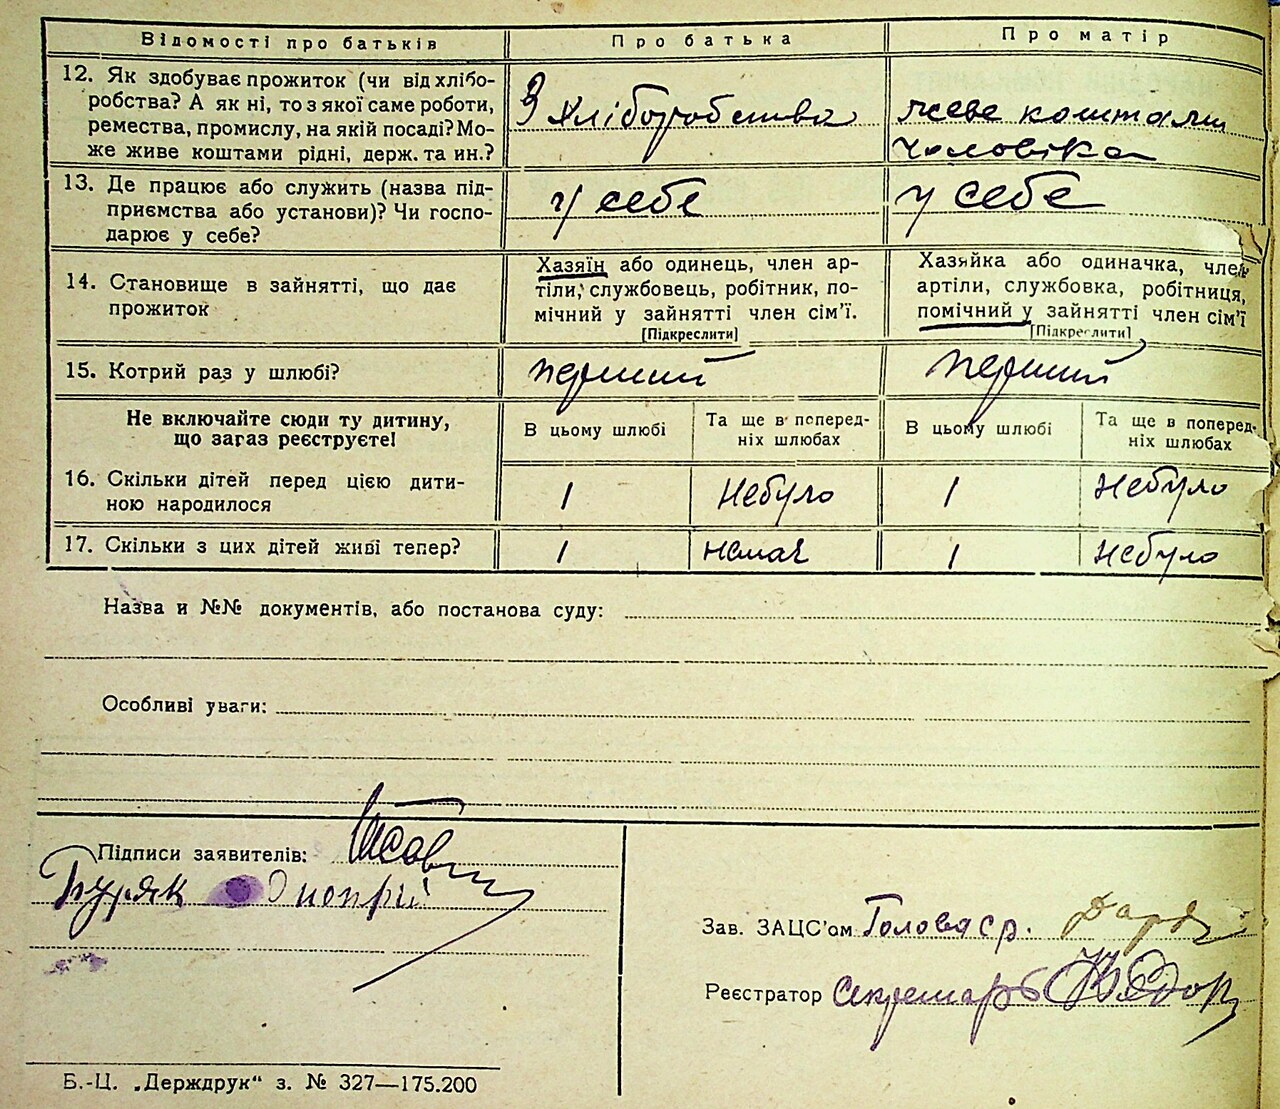 Відомості про батьків Про батька Про матір
12. Як здобуває прожиток (чи від хлібо-
робства? А як ні, то з якої саме роботи,
ремества, промислу, на якій посаді? Мо-
же живе коштами рідні, держ. та ин.?
З хліборобства
живе коштами
чоловіка
13. Де працює або служить (назва під-
приємства або установи)? Чи госпо-
дарює у себе?
у себе
у себе
14. Становище в зайнятті, що дає
прожиток
Хазяїн або одинець, член ар-
тіли, службовець, робітник, по-
мічний у зайнятті член сім'ї.
[Підкреслити]
Хазяйка або одиначка, член
артіли, службовка, робітниця,
помічний у зайнятті член сім'ї
[Підкреслити]
15. Котрий раз у шлюбі? перший перший
Не включайте сюди ту дитину,
що загаз реєструєте!
В цьому шлюбі
Та ще в поперед-
ніх шлюбах
В цьому шлюбі
Та ще в поперед-
ніх шлюбах
16. Скільки дітей перед цією дити-
ною народилося
1 Небуло 1 Небуло
17. Скільки з цих дітей живі тепер? 1 немає 1 небуло
Назва и №№ документів, або постанова суду:
Особливі уваги:
Підписи заявителів:
Буряк Онопрій
Зав. ЗАЦС'ом Голова ср.
Реєстратор Секретарь
Б.-Ц. „Держдрук" з. № 327—175.200